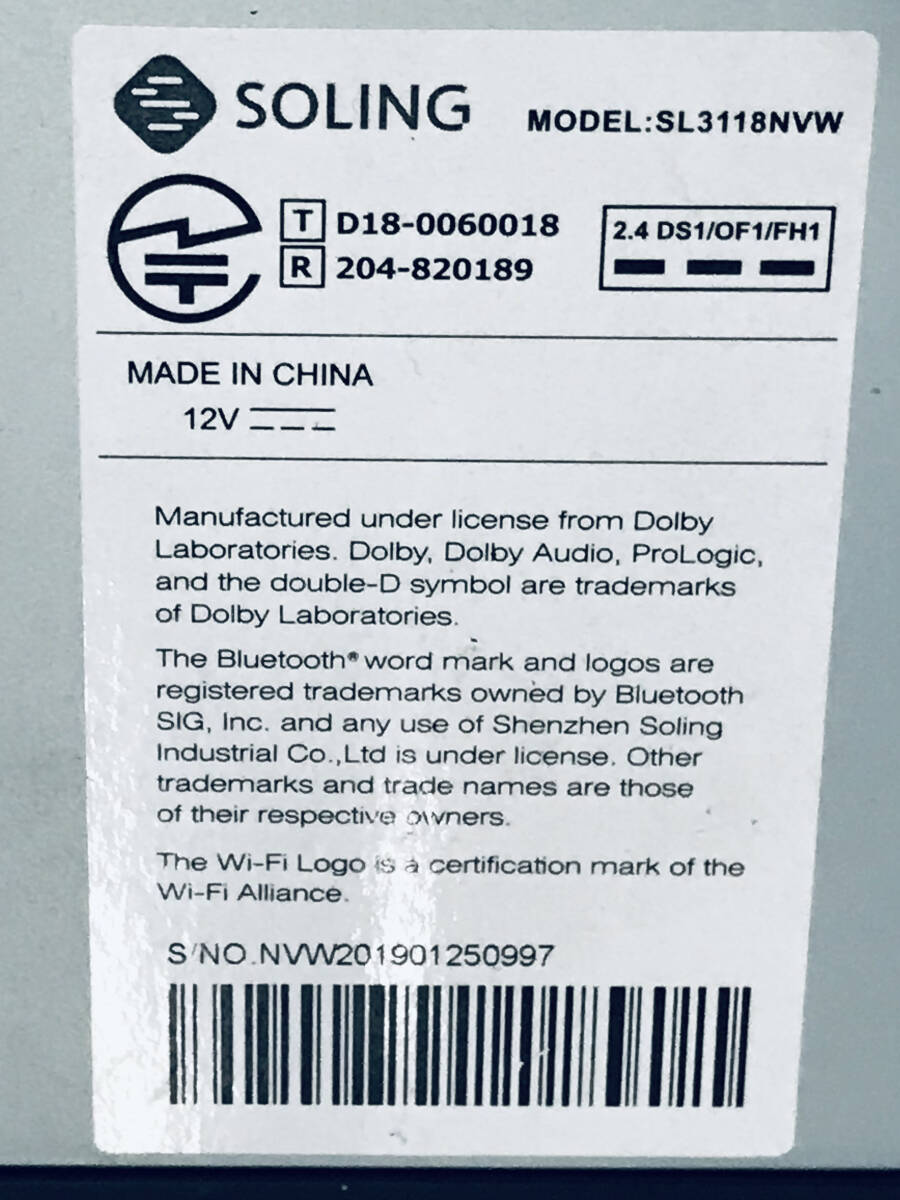 SOLING
MODEL:SL3118NVW
T D18-0060018
R 204-820189
2.4 DS1/OF1/FH1
MADE IN CHINA
12V
Manufactured under license from Dolby
Laboratories. Dolby, Dolby Audio, ProLogic,
and the double-D symbol are trademarks
of Dolby Laboratories.
The Bluetooth® word mark and logos are
registered trademarks owned by Bluetooth
SIG, Inc. and any use of Shenzhen Soling
Industrial Co.,Ltd is under license. Other
trademarks and trade names are those
of their respective owners.
The Wi-Fi Logo is a certification mark of the
Wi-Fi Alliance.
S/NO.NVW201901250997